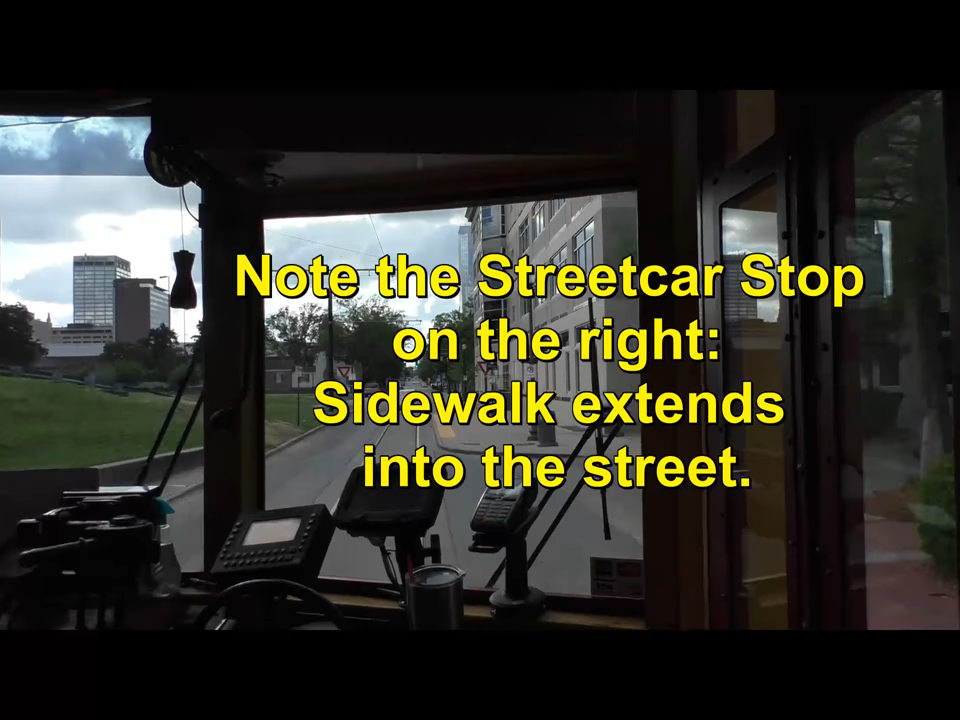 Note the Streetcar Stop
on the right:
Sidewalk extends
into the street.